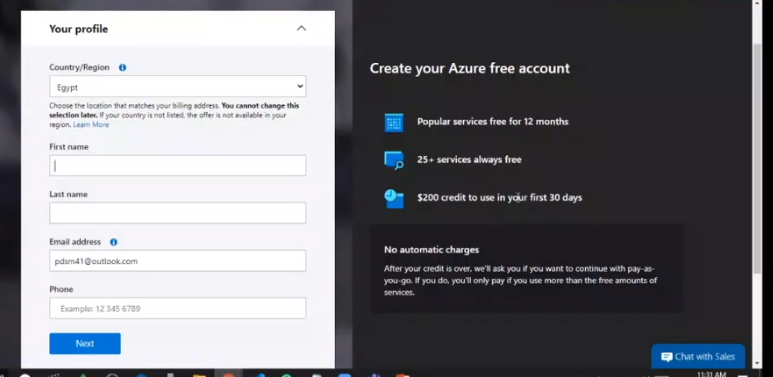 Your profile
Country/Region
Egypt
Choose the location that matches your billing address. You cannot change this
selection later. If your country is not listed, the offer is not available in your
region. Learn More
First name
Last name
Email address
pdsm41@outlook.com
Phone
Example: 12 345 6789
Next
Create your Azure free account
Popular services free for 12 months
25+ services always free
$200 credit to use in your first 30 days
No automatic charges
After your credit is over, we'll ask you if you want to continue with pay-as-
you-go. If you do, you'll only pay if you use more than the free amounts of
services.
Chat with Sales
11:31 AM